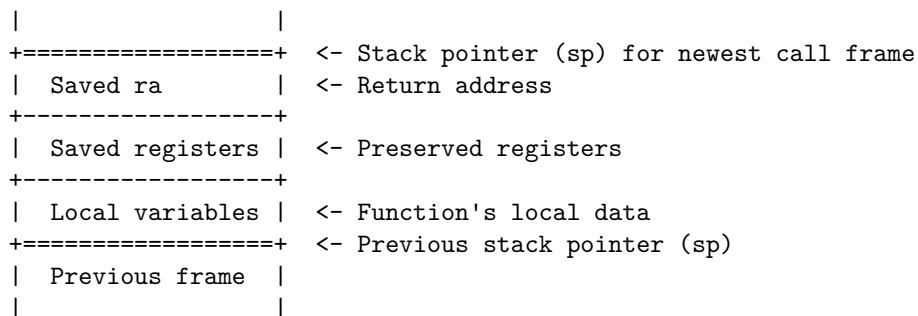 |                  |
+==================+  <- Stack pointer (sp) for newest call frame
|  Saved ra        |  <- Return address
+------------------+
|  Saved registers |  <- Preserved registers
+------------------+
|  Local variables |  <- Function's local data
+==================+  <- Previous stack pointer (sp)
|  Previous frame  |
|                  |